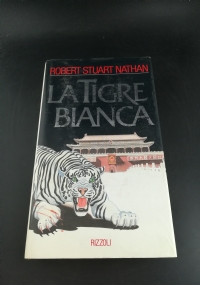 ROBERT STUART NATHAN
LA TIGRE
BIANCA
RIZZOLI